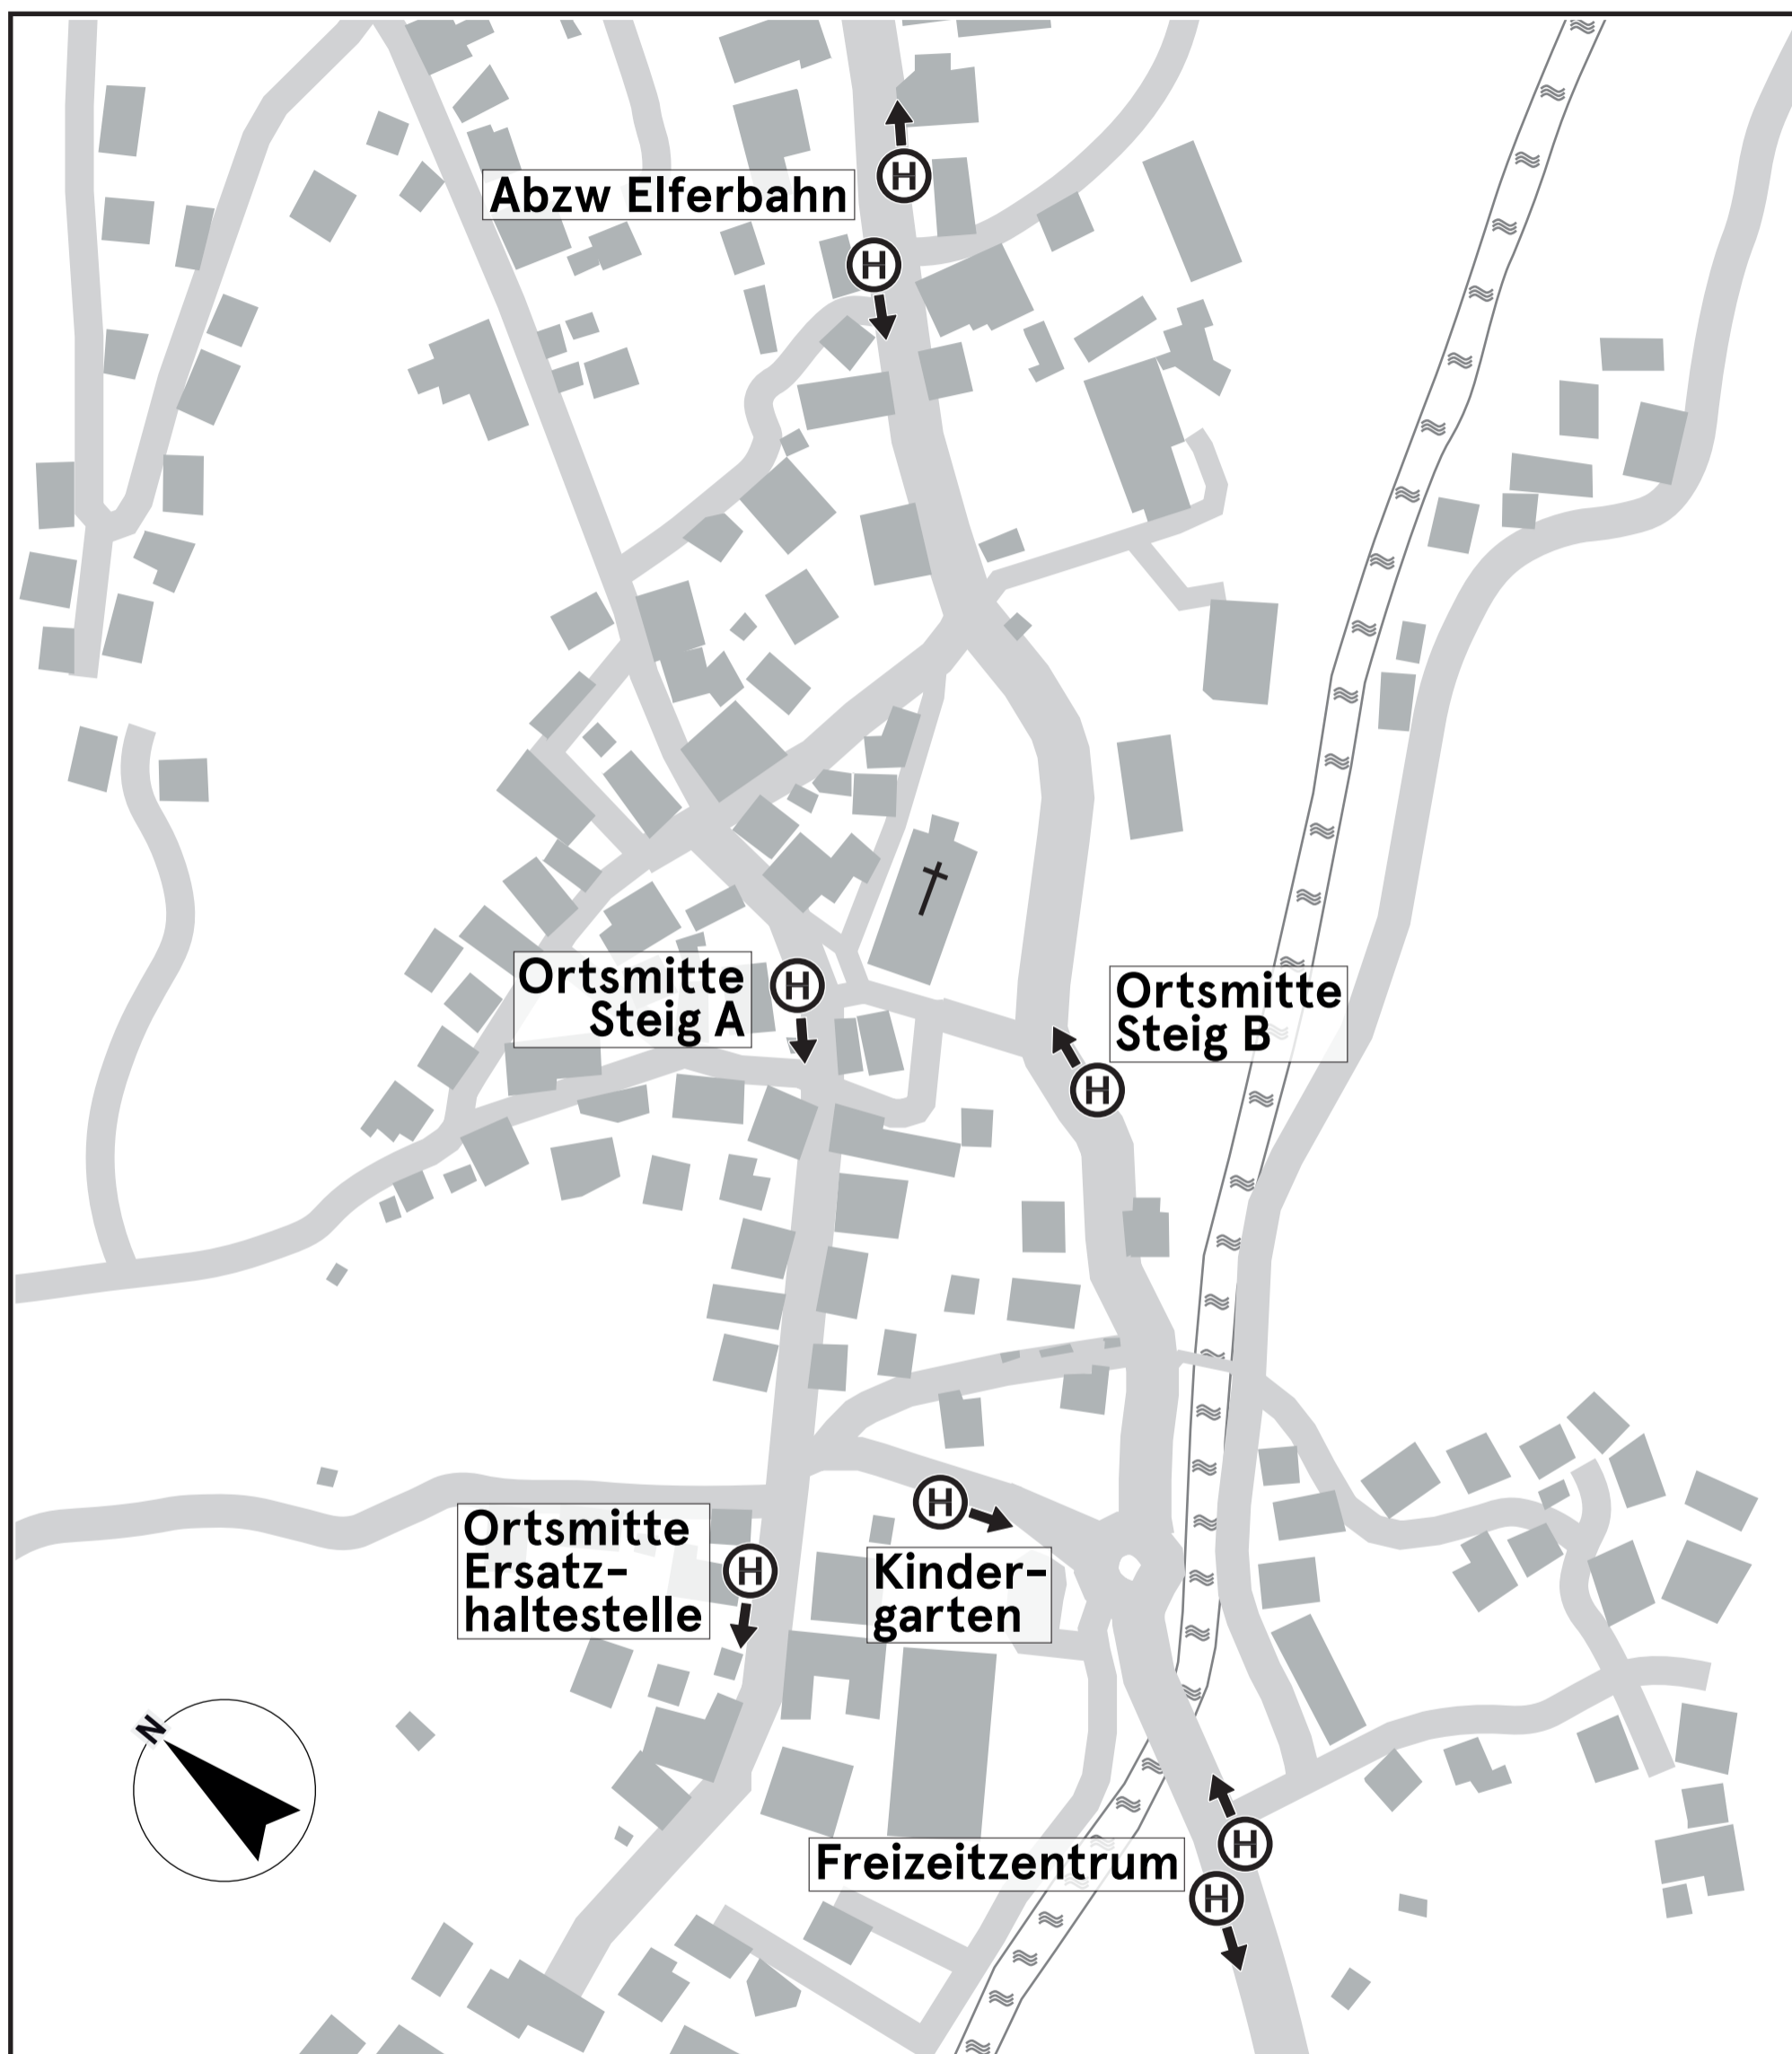 H
Abzw Elferbahn
H
Ortsmitte
Steig A
H
Ortsmitte
Steig B
H
H
Kinder-
garten
Ortsmitte
Ersatz-
haltestelle
H
N
H
Freizeitzentrum
H